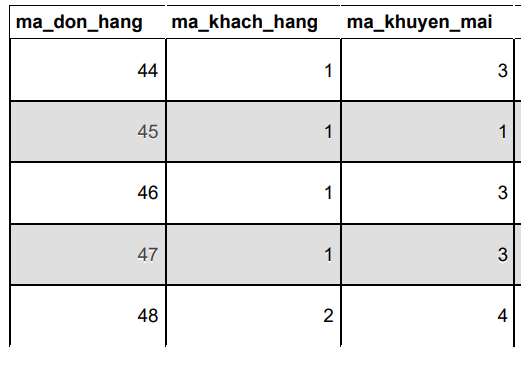 ma_don_hang ma_khach_hang ma_khuyen_mai
44 1 3
45 1 1
46 1 3
47 1 3
48 2 4